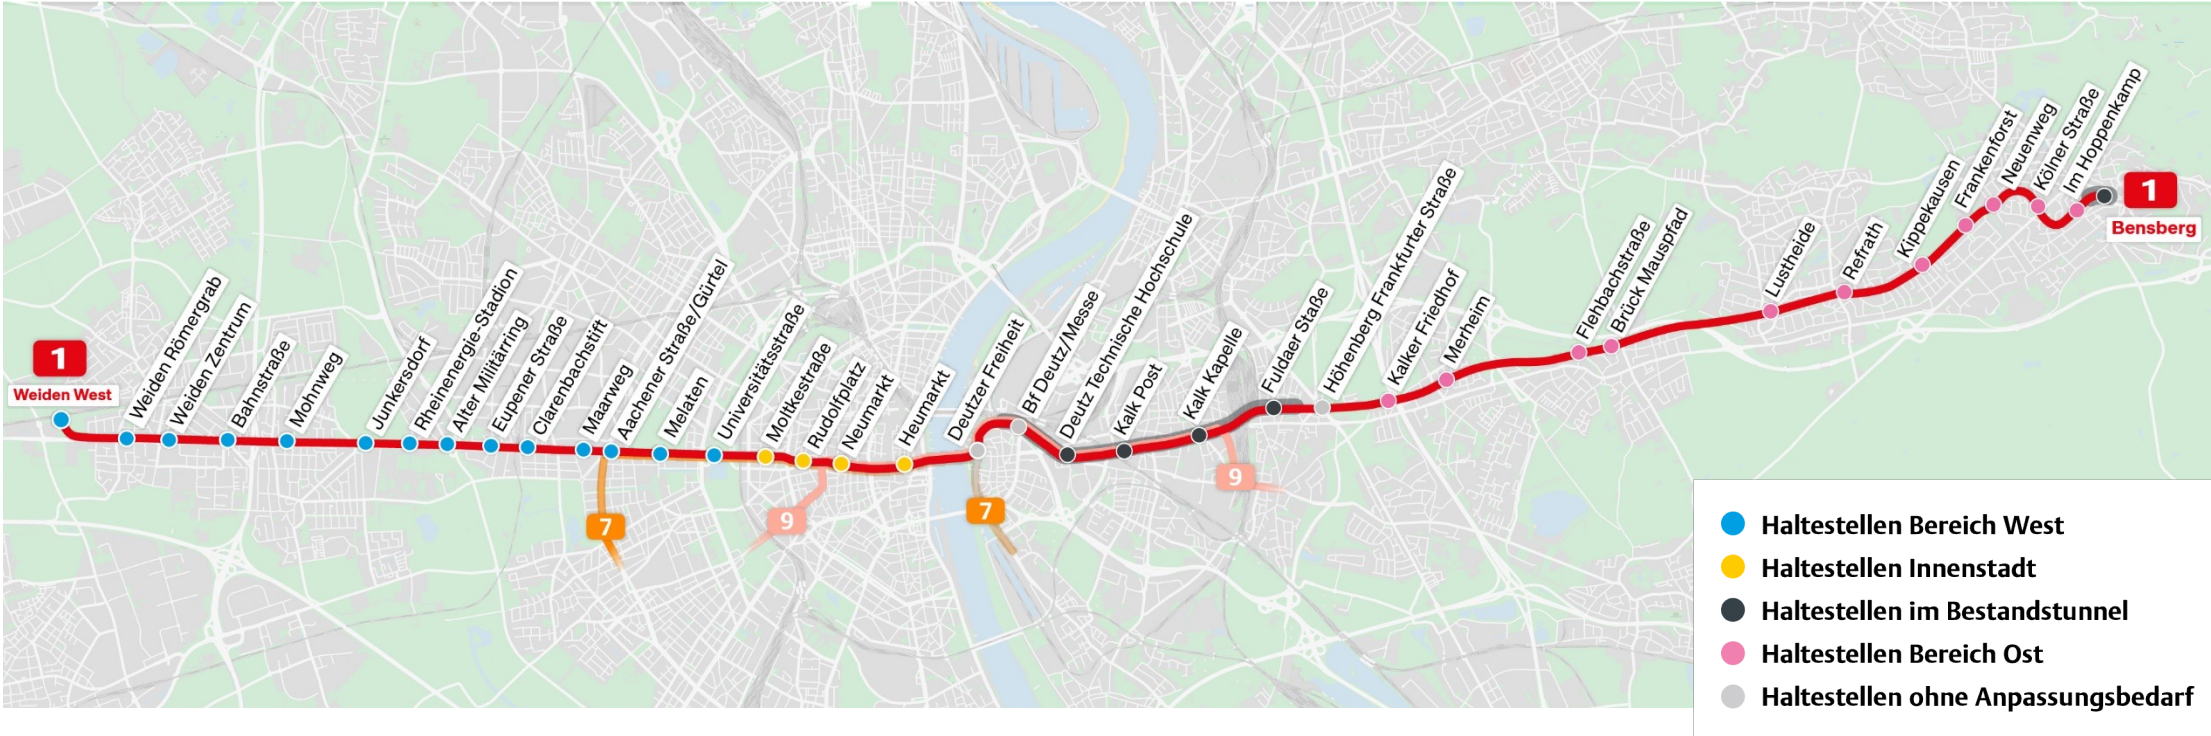 1
Weiden West
Weiden Römergrab
Weiden Zentrum
Bahnstraße
Mohnweg
Junkersdorf
Rheinenergie-Stadion
Alter Militärring
Eupener Straße
Clarenbachstift
Maarweg
Aachener Straße/Gürtel
Melaten
Universitätsstraße
Moltkestraße
Rudolfplatz
Neumarkt
Heumarkt
Deutzer Freiheit
Bf Deutz/Messe
Deutz Technische Hochschule
Kalk Post
Kalk Kapelle
Fuldaer Staße
Höhenberg Frankfurter Straße
Kalker Friedhof
Merheim
Flehbachstraße
Brück Mauspfad
Lustheide
Refrath
Kippekausen
Frankenforst
Neuenweg
Kölner Straße
Im Hoppenkamp
1
Bensberg
7
9
7
9
Haltestellen Bereich West
Haltestellen Innenstadt
Haltestellen im Bestandstunnel
Haltestellen Bereich Ost
Haltestellen ohne Anpassungsbedarf